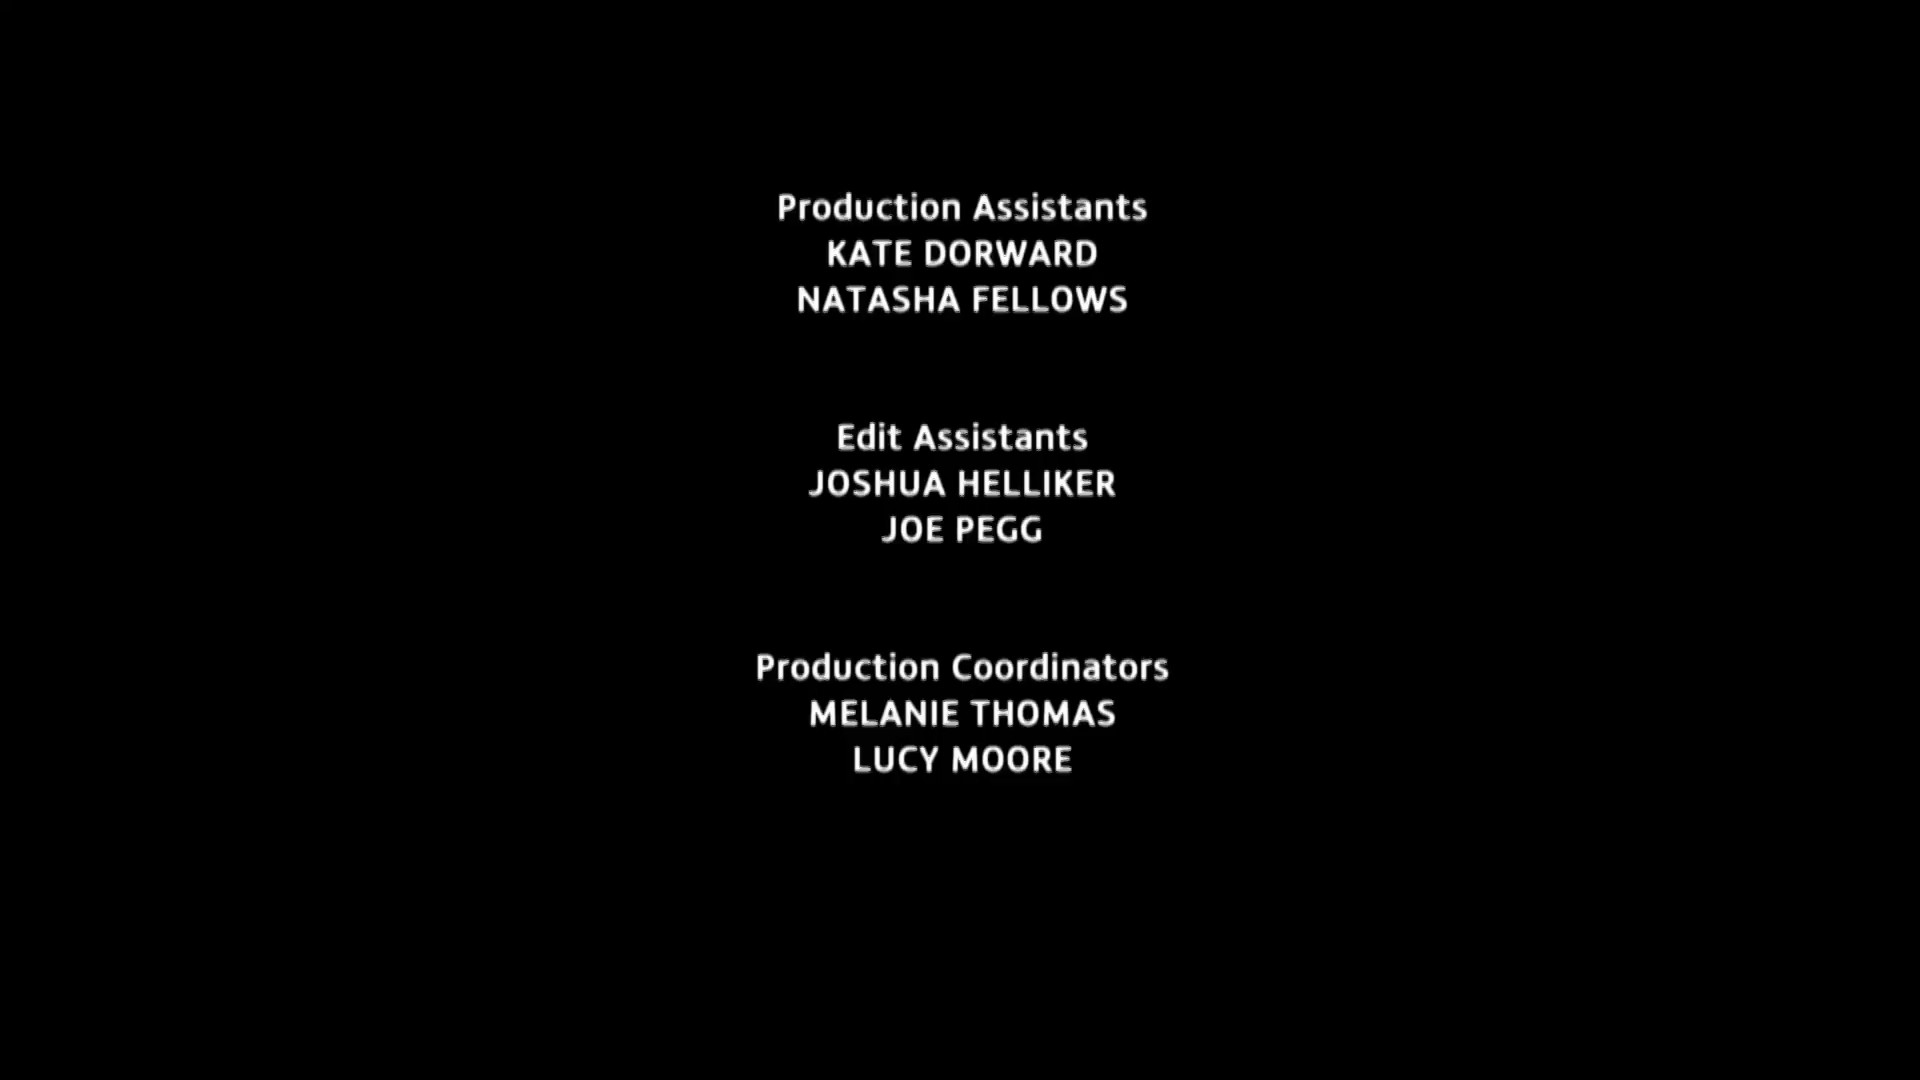 Production Assistants
KATE DORWARD
NATASHA FELLOWS
Edit Assistants
JOSHUA HELLIKER
JOE PEGG
Production Coordinators
MELANIE THOMAS
LUCY MOORE